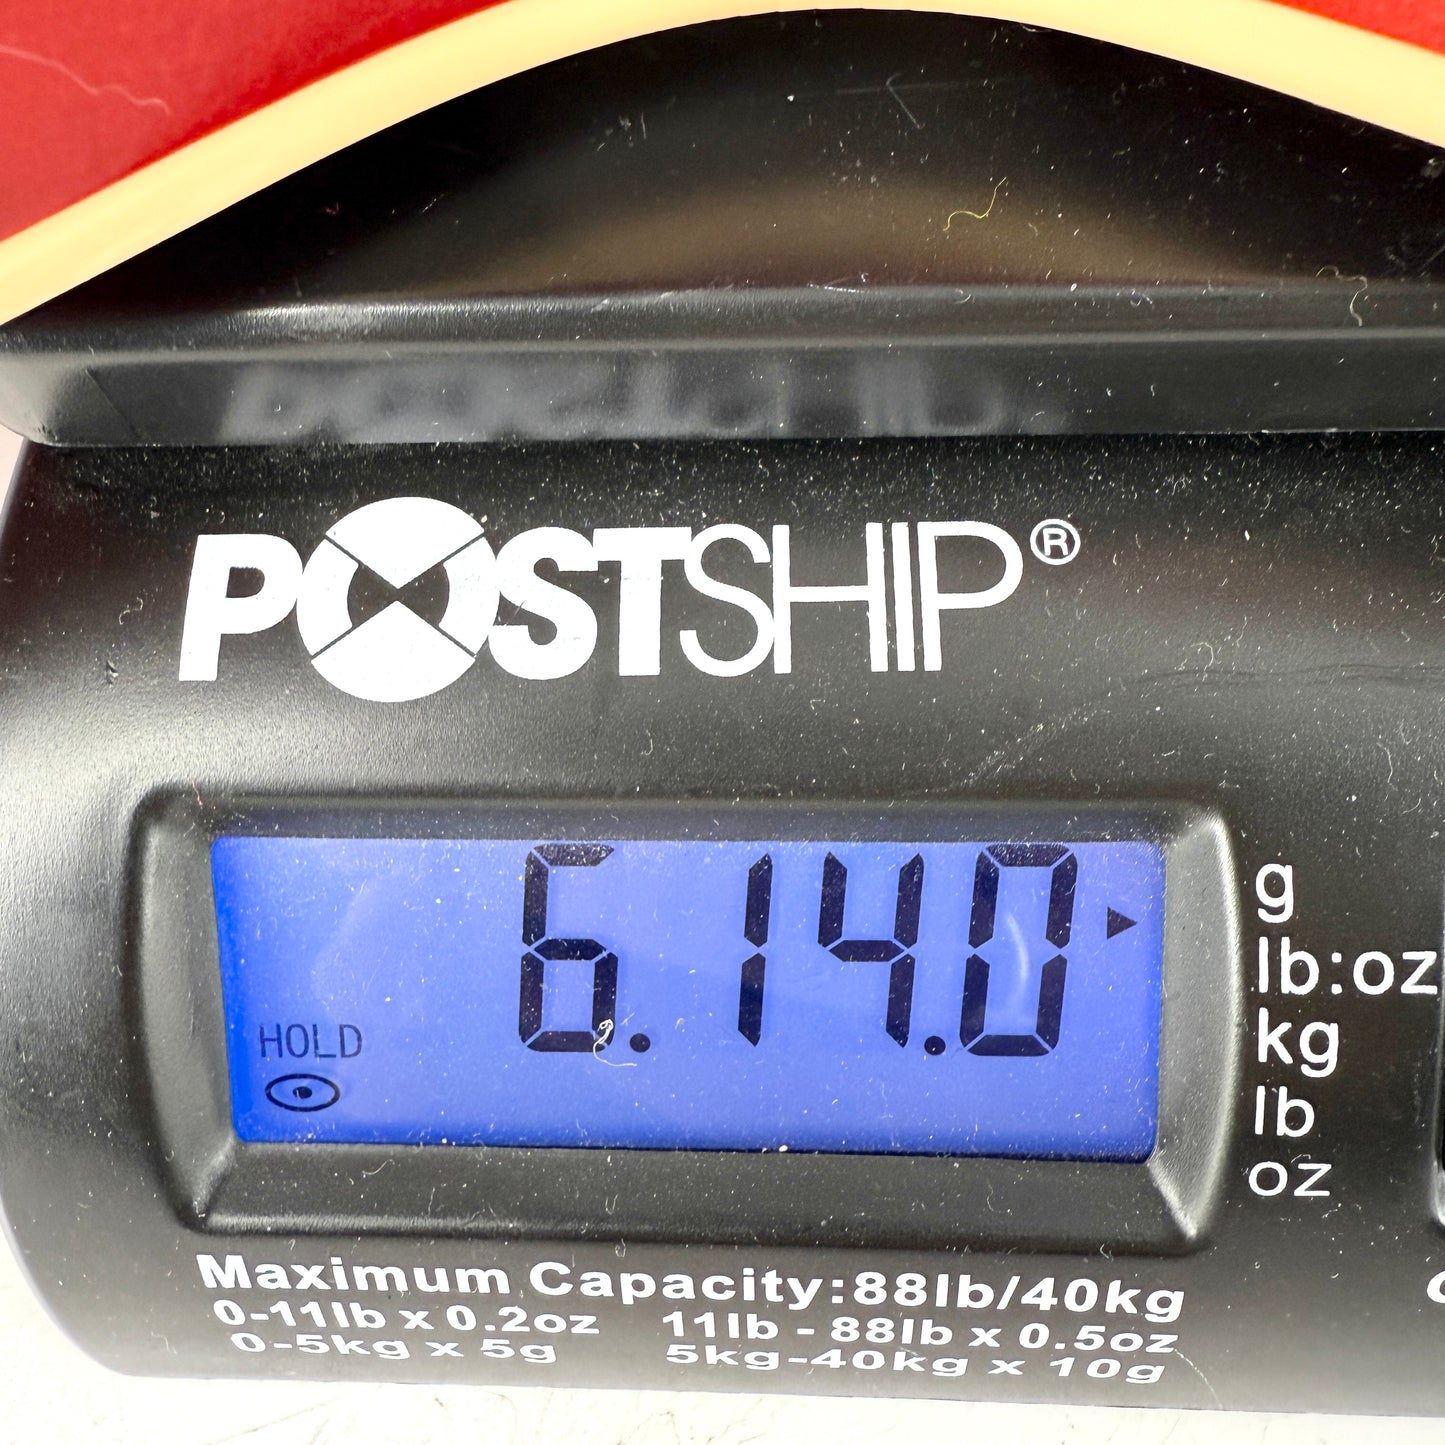 POSTSHIP®
6.14.0
HOLD
g
lb:oz
kg
lb
oz
Maximum Capacity:88lb/40kg
0-11lb x 0.2oz 11lb - 88lb x 0.5oz
0-5kg x 5g 5kg-40kg x 10g